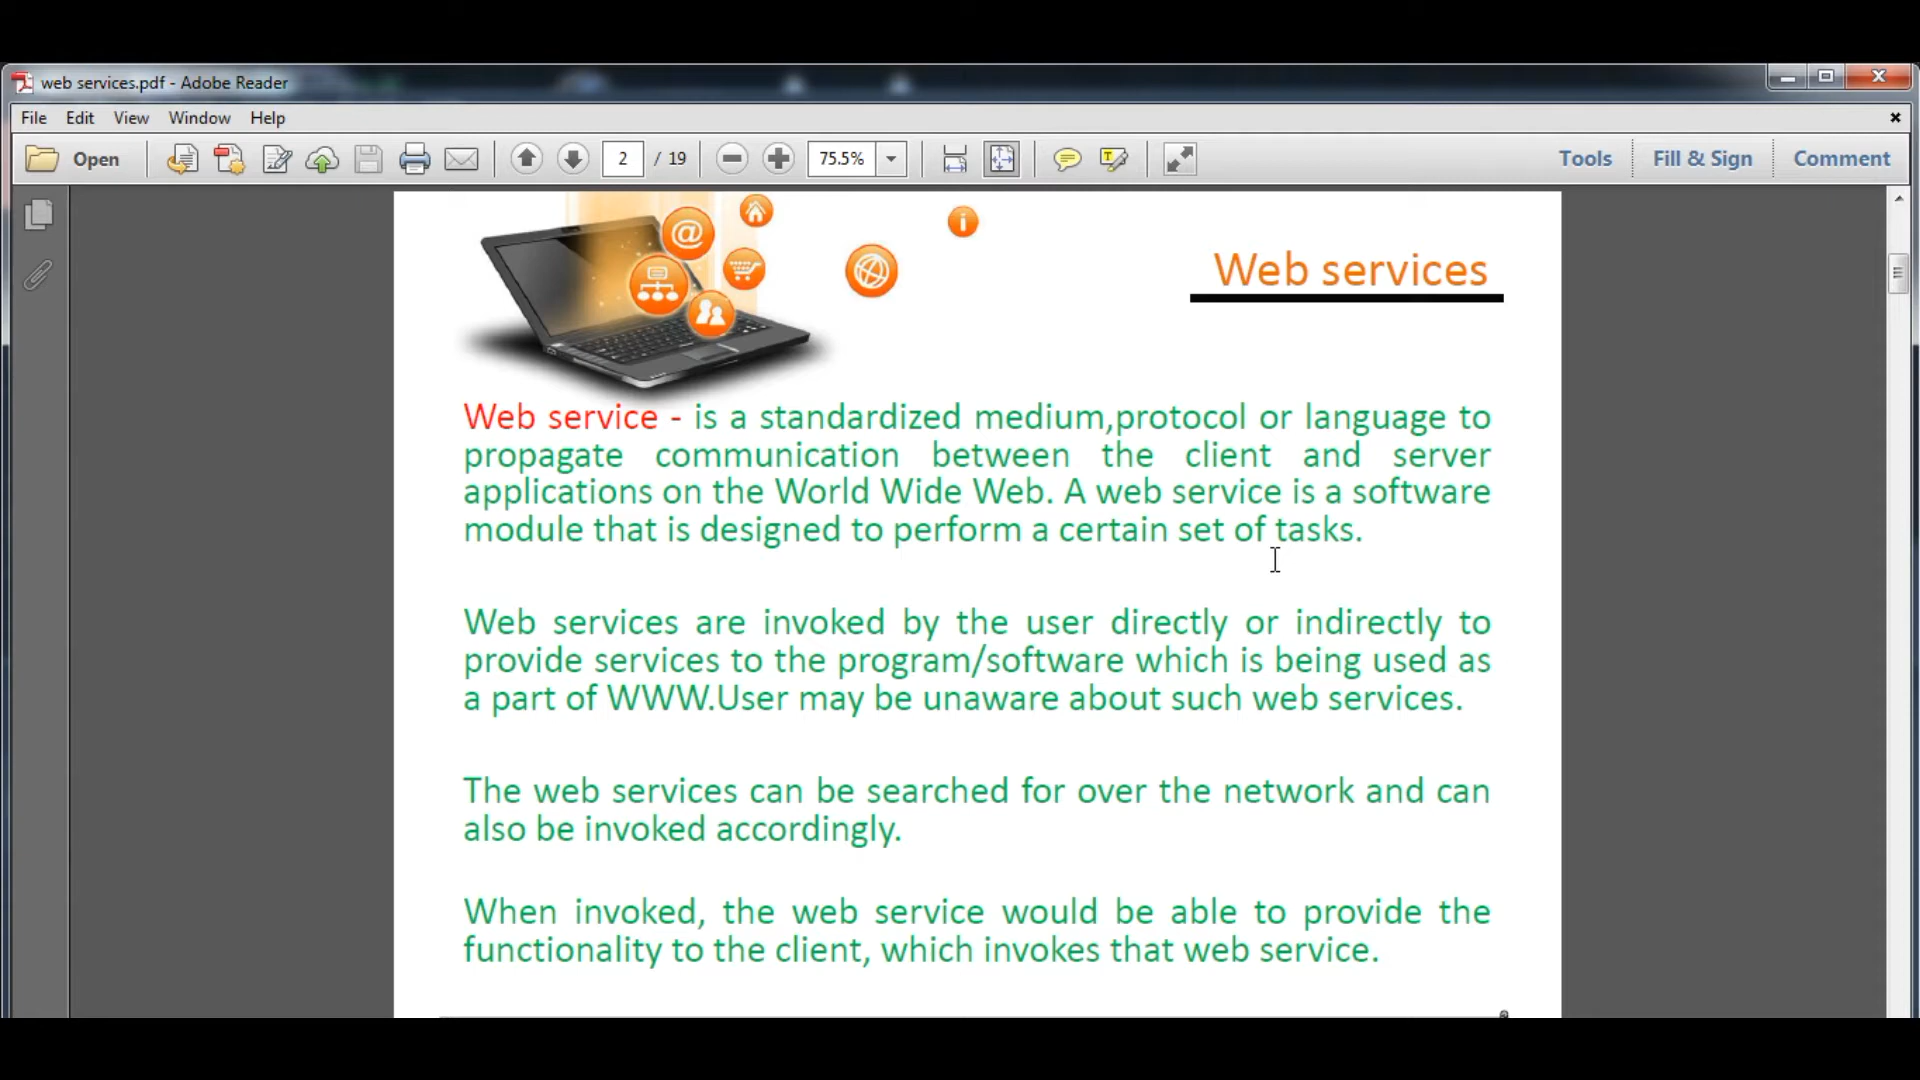 web services.pdf - Adobe Reader
File Edit View Window Help
Open 2 / 19 75.5% Tools Fill & Sign Comment
@
i
Web services
Web service - is a standardized medium,protocol or language to
propagate communication between the client and server
applications on the World Wide Web. A web service is a software
module that is designed to perform a certain set of tasks.
Web services are invoked by the user directly or indirectly to
provide services to the program/software which is being used as
a part of WWW.User may be unaware about such web services.
The web services can be searched for over the network and can
also be invoked accordingly.
When invoked, the web service would be able to provide the
functionality to the client, which invokes that web service.